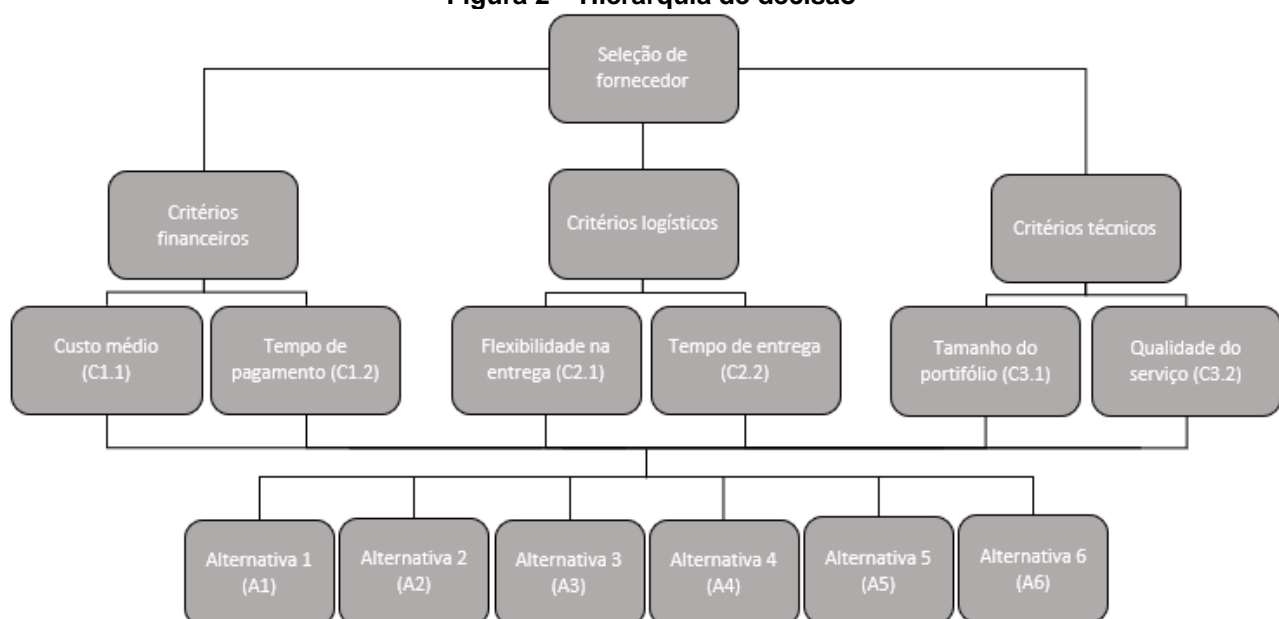 Figura 2 – Hierarquia de decisão
Seleção de
fornecedor
Critérios
financeiros
Critérios logísticos
Critérios técnicos
Custo médio
(C1.1)
Tempo de
pagamento (C1.2)
Flexibilidade na
entrega (C2.1)
Tempo de entrega
(C2.2)
Tamanho do
portifólio (C3.1)
Qualidade do
serviço (C3.2)
Alternativa 1
(A1)
Alternativa 2
(A2)
Alternativa 3
(A3)
Alternativa 4
(A4)
Alternativa 5
(A5)
Alternativa 6
(A6)